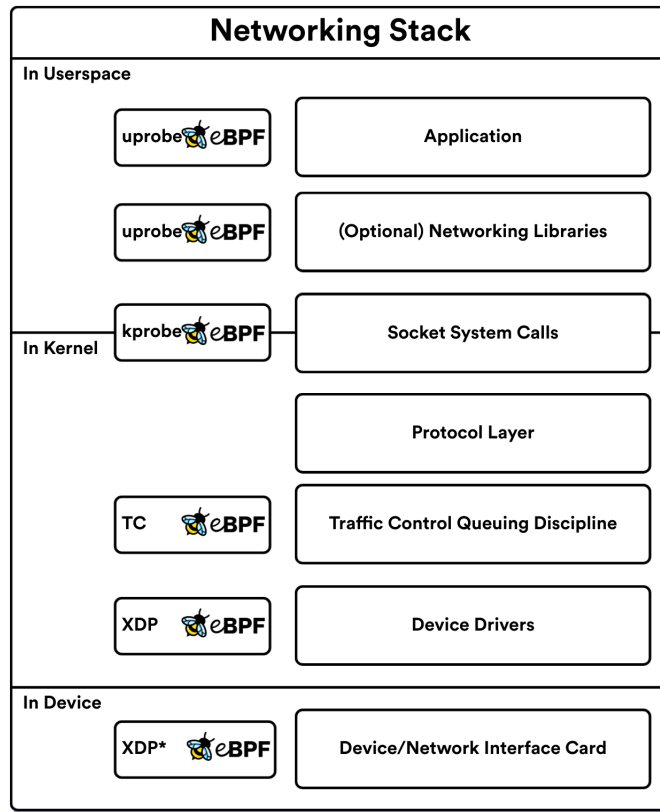 Networking Stack
In Userspace
uprobe eBPF
Application
uprobe eBPF
(Optional) Networking Libraries
kprobe eBPF
Socket System Calls
In Kernel
Protocol Layer
TC eBPF
Traffic Control Queuing Discipline
XDP eBPF
Device Drivers
In Device
XDP* eBPF
Device/Network Interface Card